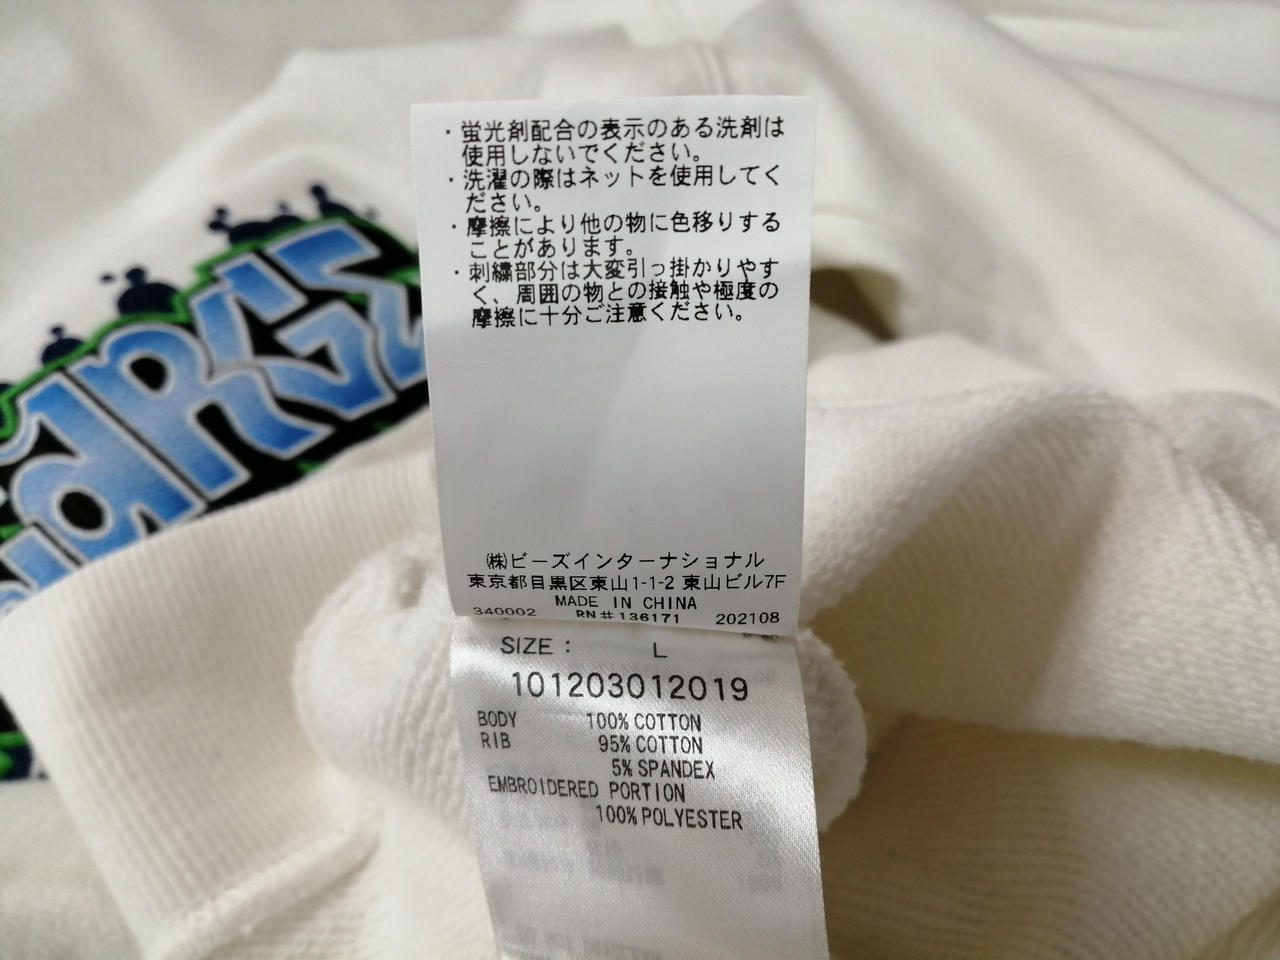 ・蛍光剤配合の表示のある洗剤は
使用しないでください。
・洗濯の際はネットを使用してく
ださい。
・摩擦により他の物に色移りする
ことがあります。
・刺繍部分は大変引っ掛かりやす
く、周囲の物との接触や極度の
摩擦に十分ご注意ください。
㈱ビーズインターナショナル
東京都目黒区東山1-1-2 東山ビル7F
MADE IN CHINA
340002 RN#136171 202108
SIZE: L
101203012019
BODY 100% COTTON
RIB 95% COTTON
5% SPANDEX
EMBROIDERED PORTION
100% POLYESTER